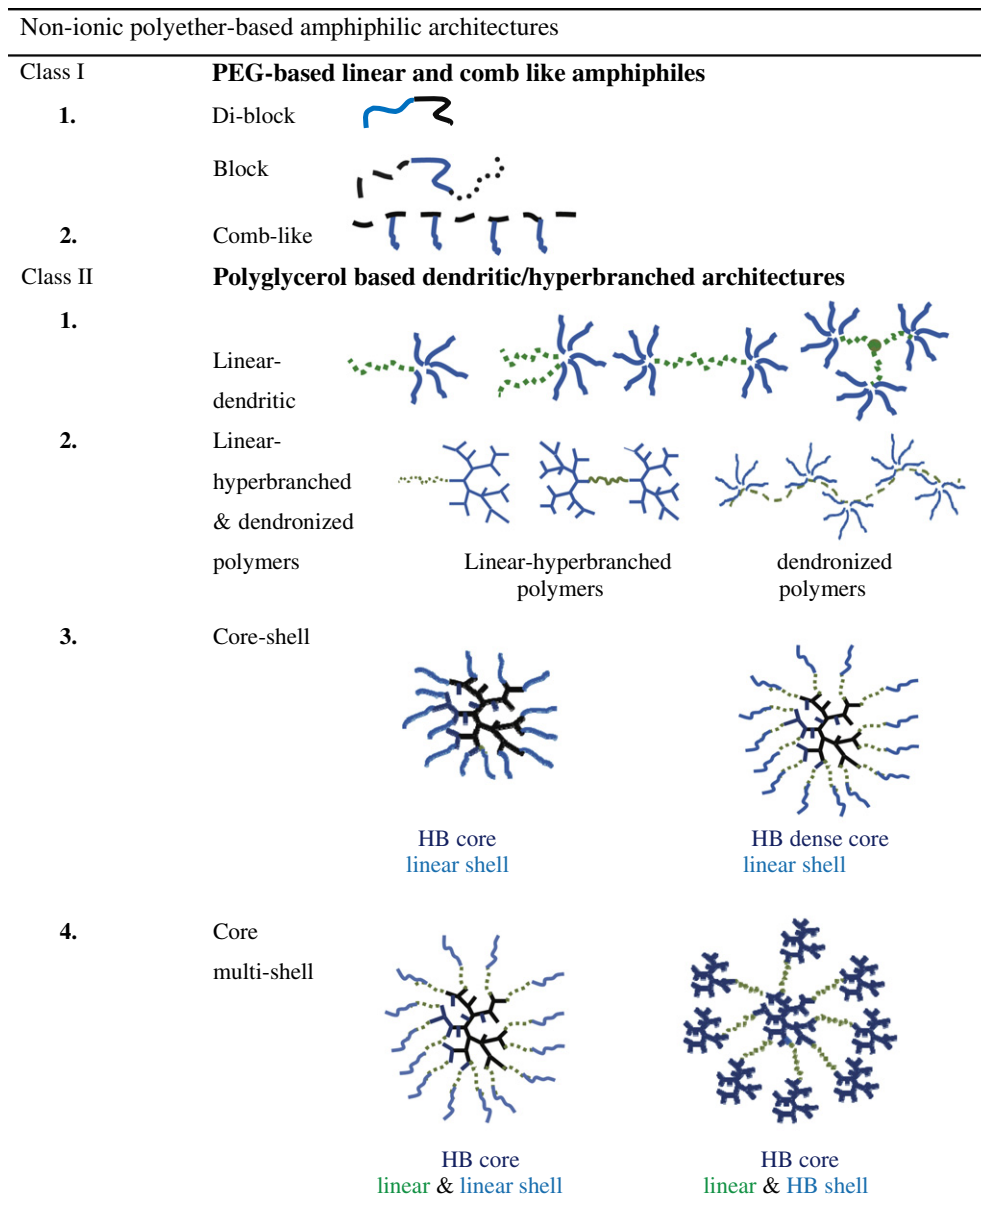 Non-ionic polyether-based amphiphilic architectures
Class I PEG-based linear and comb like amphiphiles
1. Di-block
Block
2. Comb-like
Class II Polyglycerol based dendritic/hyperbranched architectures
1.
Linear-
dendritic
2. Linear-
hyperbranched
& dendronized
polymers
Linear-hyperbranched
polymers
dendronized
polymers
3. Core-shell
HB core
linear shell
HB dense core
linear shell
4. Core
multi-shell
HB core
linear & linear shell
HB core
linear & HB shell